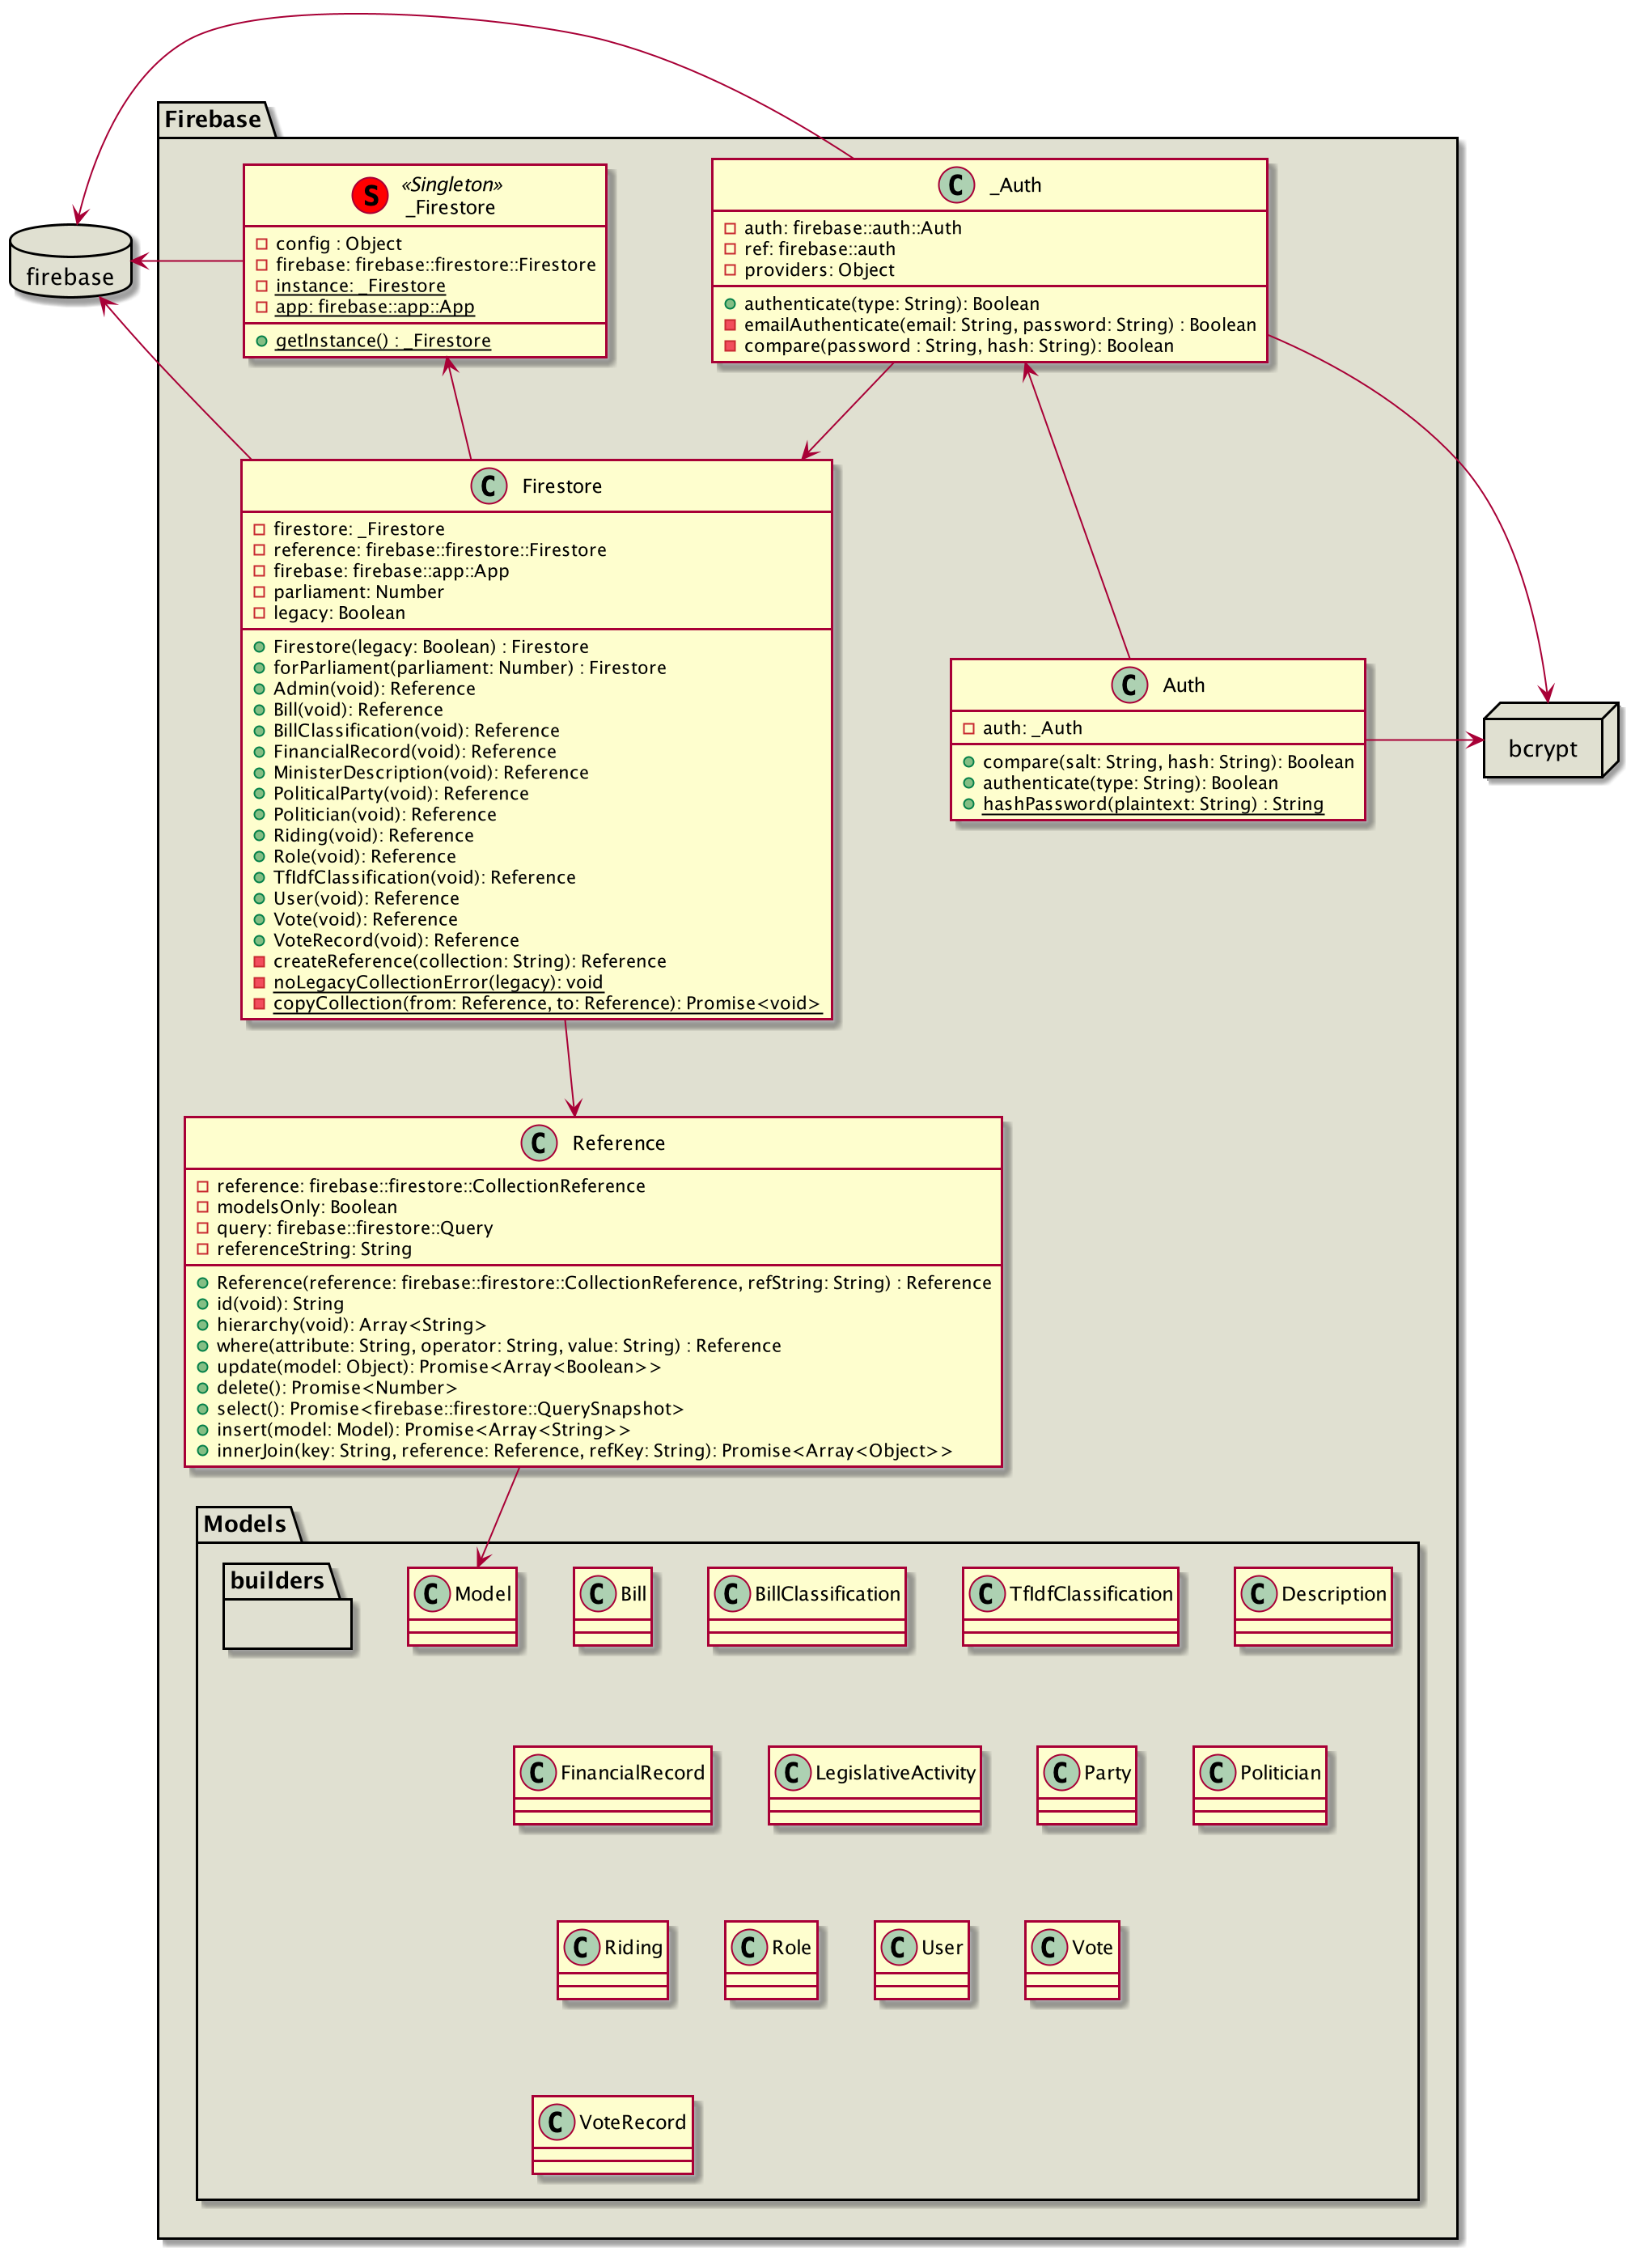 Firebase
«Singleton»
_Firestore
config : Object
firebase: firebase::firestore::Firestore
instance: _Firestore
app: firebase::app::App
getInstance() : _Firestore
_Auth
auth: firebase::auth::Auth
ref: firebase::auth
providers: Object
authenticate(type: String): Boolean
emailAuthenticate(email: String, password: String) : Boolean
compare(password : String, hash: String): Boolean
firebase
Firestore
firestore: _Firestore
reference: firebase::firestore::Firestore
firebase: firebase::app::App
parliament: Number
legacy: Boolean
Firestore(legacy: Boolean) : Firestore
forParliament(parliament: Number) : Firestore
Admin(void): Reference
Bill(void): Reference
BillClassification(void): Reference
FinancialRecord(void): Reference
MinisterDescription(void): Reference
PoliticalParty(void): Reference
Politician(void): Reference
Riding(void): Reference
Role(void): Reference
TfIdfClassification(void): Reference
User(void): Reference
Vote(void): Reference
VoteRecord(void): Reference
createReference(collection: String): Reference
noLegacyCollectionError(legacy): void
copyCollection(from: Reference, to: Reference): Promise<void>
Auth
auth: _Auth
compare(salt: String, hash: String): Boolean
authenticate(type: String): Boolean
hashPassword(plaintext: String) : String
bcrypt
Reference
reference: firebase::firestore::CollectionReference
modelsOnly: Boolean
query: firebase::firestore::Query
referenceString: String
Reference(reference: firebase::firestore::CollectionReference, refString: String) : Reference
id(void): String
hierarchy(void): Array<String>
where(attribute: String, operator: String, value: String) : Reference
update(model: Object): Promise<Array<Boolean>>
delete(): Promise<Number>
select(): Promise<firebase::firestore::QuerySnapshot>
insert(model: Model): Promise<Array<String>>
innerJoin(key: String, reference: Reference, refKey: String): Promise<Array<Object>>
Models
builders
Model
Bill
BillClassification
TfIdfClassification
Description
FinancialRecord
LegislativeActivity
Party
Politician
Riding
Role
User
Vote
VoteRecord